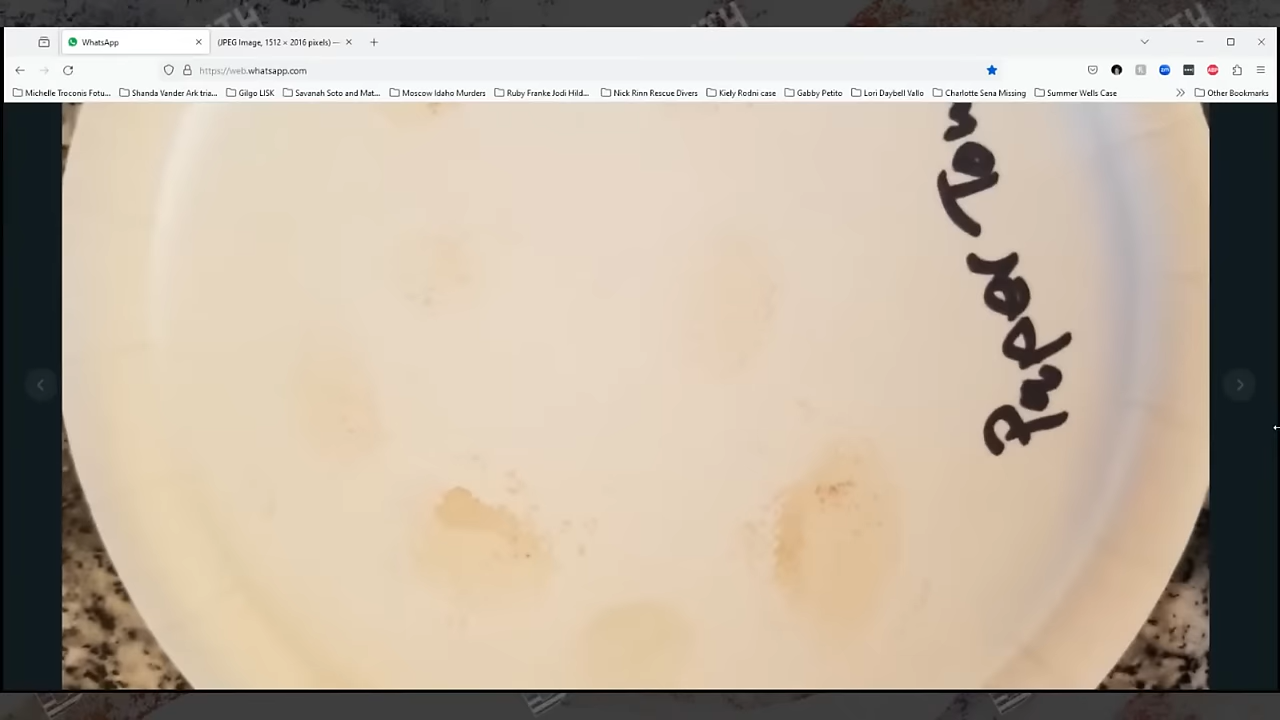 WhatsApp
(JPEG Image, 1512 × 2016 pixels) —
https://web.whatsapp.com
Michelle Troconis Fotu... Shanda Vander Ark tria... Gilgo LISK Savanah Soto and Mat... Moscow Idaho Murders Ruby Franke Jodi Hild... Nick Rinn Rescue Divers Kiely Rodni case Gabby Petito Lori Daybell Vallo Charlotte Sena Missing Summer Wells Case Other Bookmarks
Paper Tow